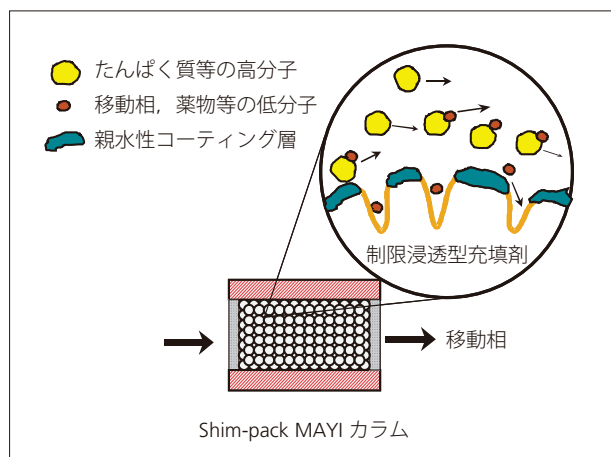 たんぱく質等の高分子
移動相，薬物等の低分子
親水性コーティング層
制限浸透型充填剤
移動相
Shim-pack MAYI カラム